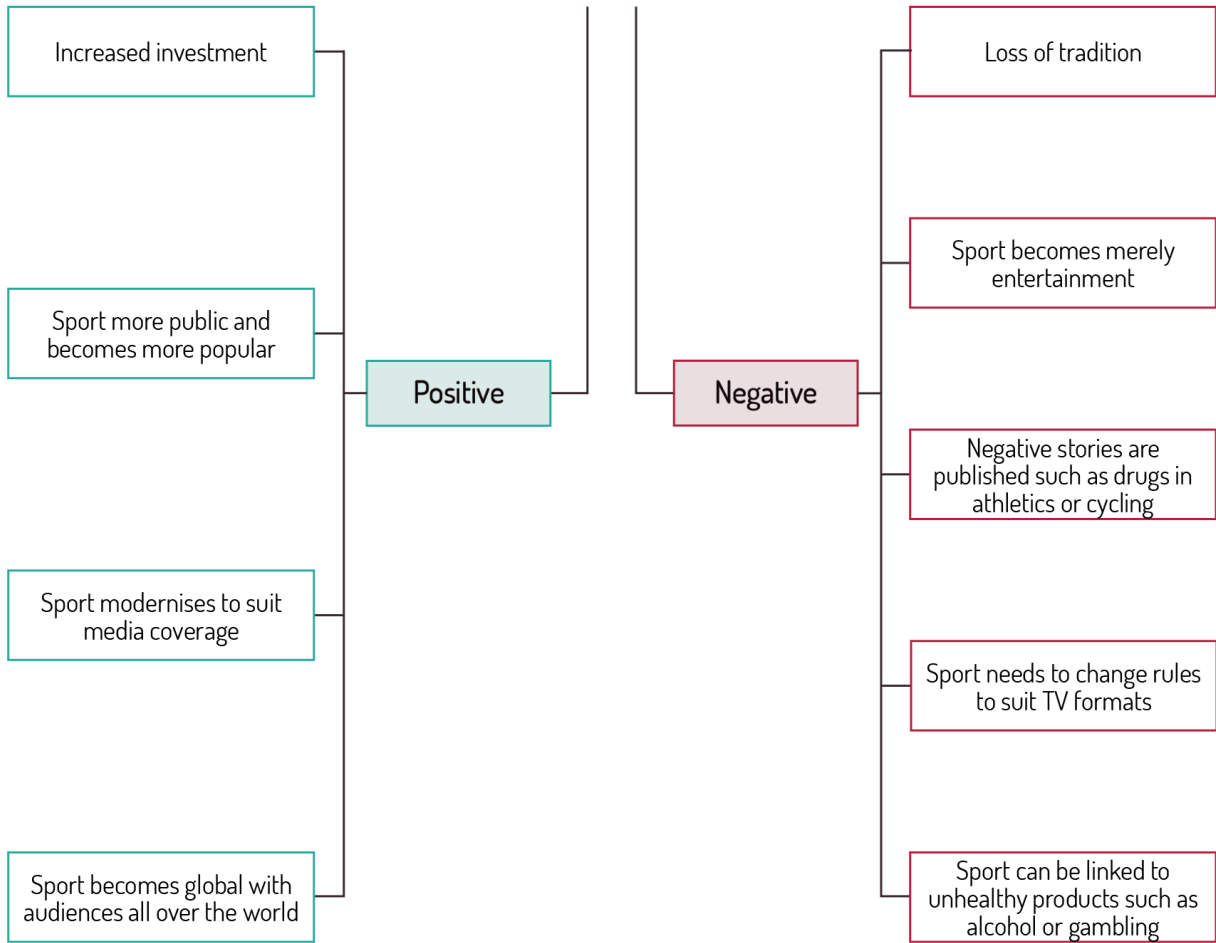 Increased investment
Sport more public and
becomes more popular
Positive
Sport modernises to suit
media coverage
Sport becomes global with
audiences all over the world
Loss of tradition
Sport becomes merely
entertainment
Negative
Negative stories are
published such as drugs in
athletics or cycling
Sport needs to change rules
to suit TV formats
Sport can be linked to
unhealthy products such as
alcohol or gambling